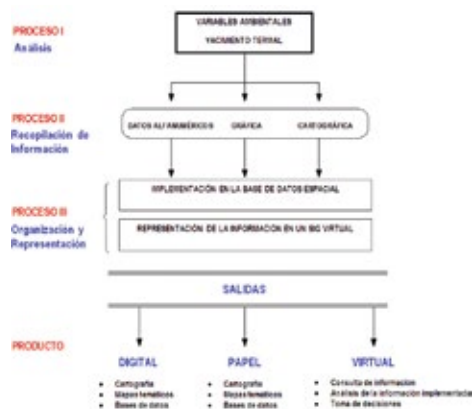 PROCESO I
Análisis
VARIABLES AMBIENTALES
YACIMIENTO TERMAL
PROCESO II
Recopilación de
Información
DATOS ALFANUMÉRICOS
GRÁFICA
CARTOGRÁFICA
PROCESO III
Organización y
Representación
IMPLEMENTACIÓN EN LA BASE DE DATOS ESPACIAL
REPRESENTACIÓN DE LA INFORMACIÓN EN UN SIG VIRTUAL
SALIDAS
PRODUCTO
DIGITAL
• Cartografía
• Mapas temáticos
• Bases de datos
PAPEL
• Cartografía
• Mapas temáticos
• Bases de datos
VIRTUAL
• Consulta de información
• Análisis de la información implementada
• Toma de decisiones